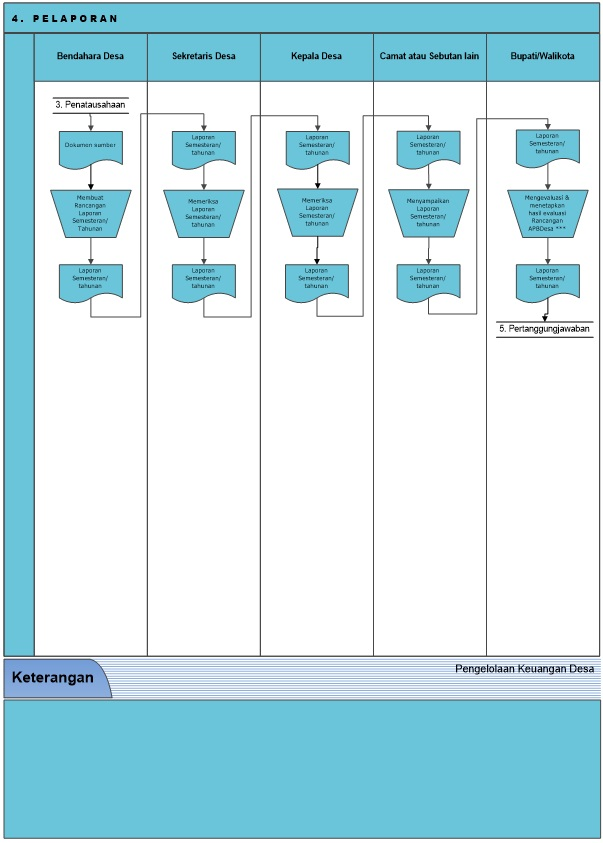 4. PELAPORAN
Bendahara Desa
Sekretaris Desa
Kepala Desa
Camat atau Sebutan lain
Bupati/Walikota
3. Penatausahaan
Dokumen sumber
Membuat
Rancangan
Laporan
Semesteran/
Tahunan
Laporan
Semesteran/
tahunan
Laporan
Semesteran/
tahunan
Memeriksa
Laporan
Semesteran/
tahunan
Laporan
Semesteran/
tahunan
Laporan
Semesteran/
tahunan
Memeriksa
Laporan
Semesteran/
tahunan
Laporan
Semesteran/
tahunan
Laporan
Semesteran/
tahunan
Menyampaikan
Laporan
Semesteran/
tahunan
Laporan
Semesteran/
tahunan
Laporan
Semesteran/
tahunan
Mengevaluasi &
menetapkan
hasil evaluasi
Rancangan
APBDesa ***
Laporan
Semesteran/
tahunan
5. Pertanggungjawaban
Keterangan
Pengelolaan Keuangan Desa